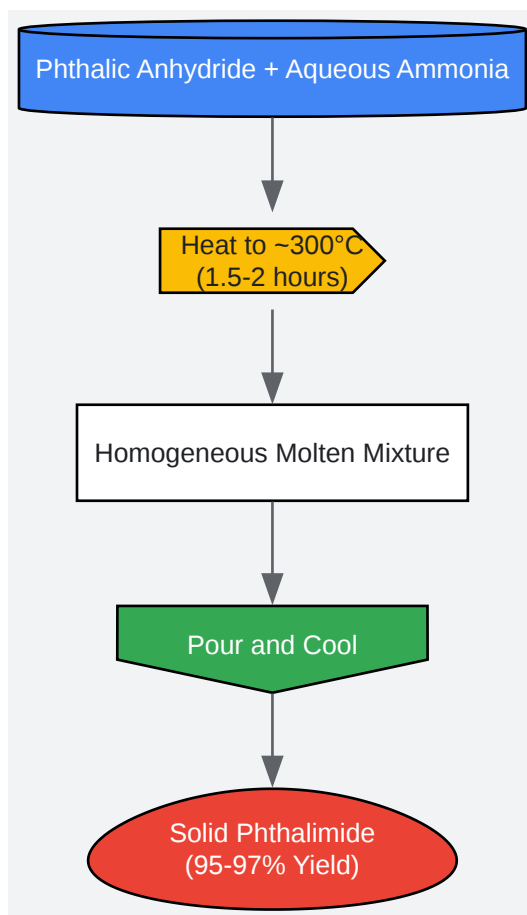 Phthalic Anhydride + Aqueous Ammonia
Heat to ~300°C
(1.5-2 hours)
Homogeneous Molten Mixture
Pour and Cool
Solid Phthalimide
(95-97% Yield)